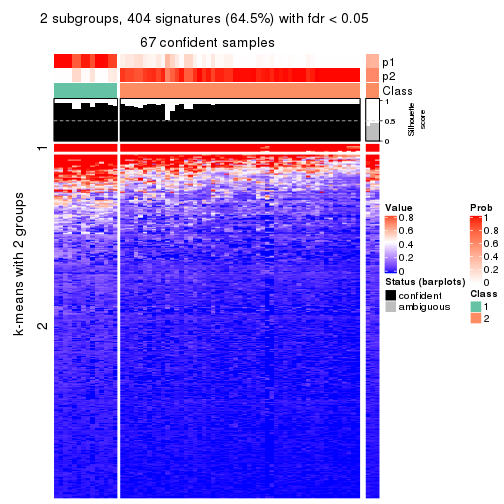 2 subgroups, 404 signatures (64.5%) with fdr < 0.05
67 confident samples
p1
p2
Class
1
0.5
0
Silhouette
score
k-means with 2 groups
1
2
Value
0.8
0.6
0.4
0.2
0
Status (barplots)
confident
ambiguous
Prob
1
0.8
0.6
0.4
0.2
0
Class
1
2